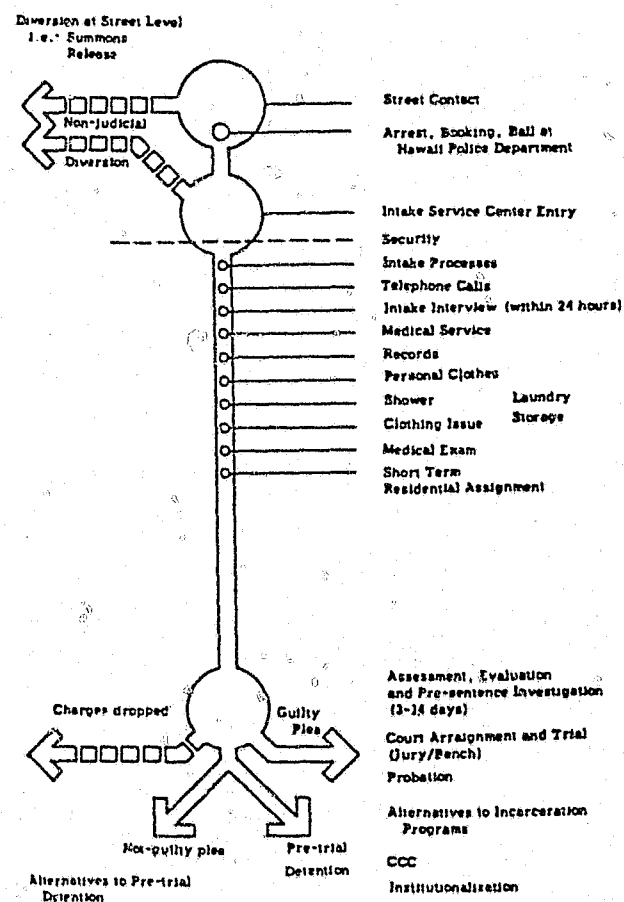 Diversion at Street Level
i.e.: Summons
Release
Non-Judicial
Diversion
Street Contact
Arrest, Booking, Bail at
Hawaii Police Department
Intake Service Center Entry
Security
Intake Processes
Telephone Calls
Intake Interview (within 24 hours)
Medical Service
Records
Personal Clothes
Shower Laundry
Clothing Issue Storage
Medical Exam
Short Term
Residential Assignment
Assessment, Evaluation
and Pre-sentence Investigation
(3-14 days)
Charges dropped
Guilty
Plea
Court Arraignment and Trial
(Jury/Bench)
Probation
Alternatives to Incarceration
Programs
Not-guilty plea
Pre-trial
Detention
CCC
Alternatives to Pre-trial
Detention
Institutionalization